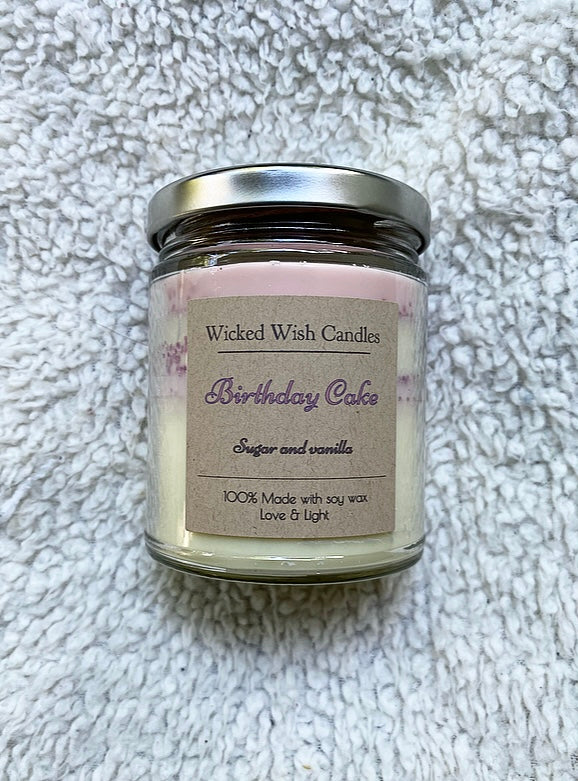 Wicked Wish Candles
Birthday Cake
Sugar and vanilla
100% Made with soy wax
Love & Light